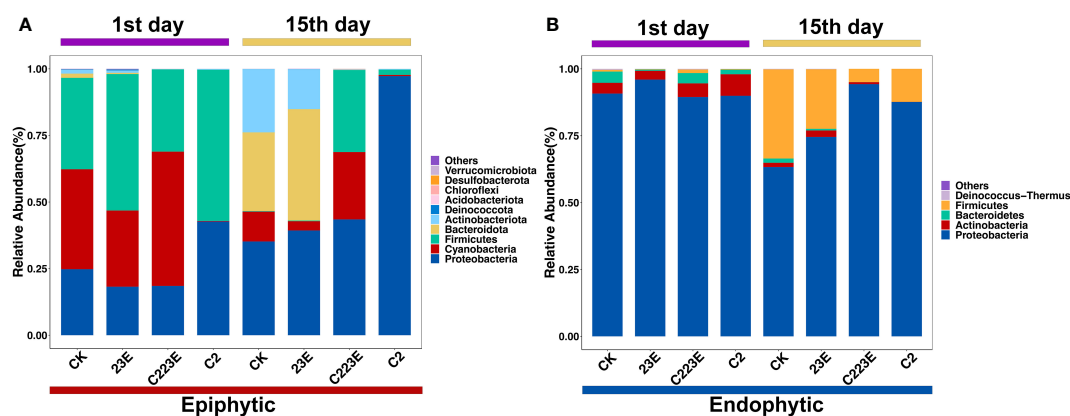 A
1st day
15th day
Relative Abundance(%)
1.00
0.75
0.50
0.25
0.00
CK
23E
C223E
C2
CK
23E
C223E
C2
Epiphytic
Others
Verrucomicrobiota
Desulfobacterota
Chloroflexi
Acidobacteriota
Deinococcota
Actinobacteriota
Bacteroidota
Firmicutes
Cyanobacteria
Proteobacteria
B
1st day
15th day
Relative Abundance(%)
1.00
0.75
0.50
0.25
0.00
CK
23E
C223E
C2
CK
23E
C223E
C2
Endophytic
Others
Deinococcus-Thermus
Firmicutes
Bacteroidetes
Actinobacteria
Proteobacteria